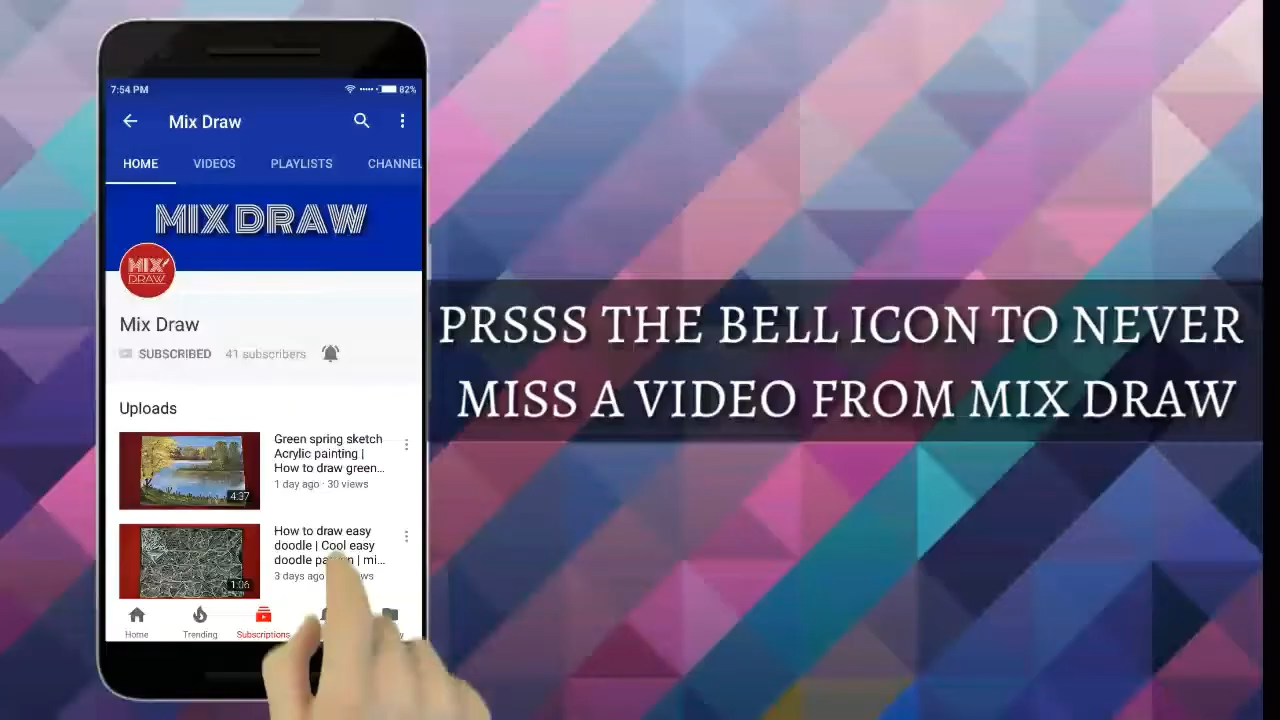 7:54 PM
82%
Mix Draw
HOME VIDEOS PLAYLISTS CHANNEL
MIX DRAW
MIX
DRAW
Mix Draw
SUBSCRIBED 41 subscribers
Uploads
Green spring sketch
Acrylic painting |
How to draw green...
1 day ago · 30 views
4:37
How to draw easy
doodle | Cool easy
doodle | mi...
3 days ago
1:06
Home Trending Subscriptions
PRSSS THE BELL ICON TO NEVER
MISS A VIDEO FROM MIX DRAW